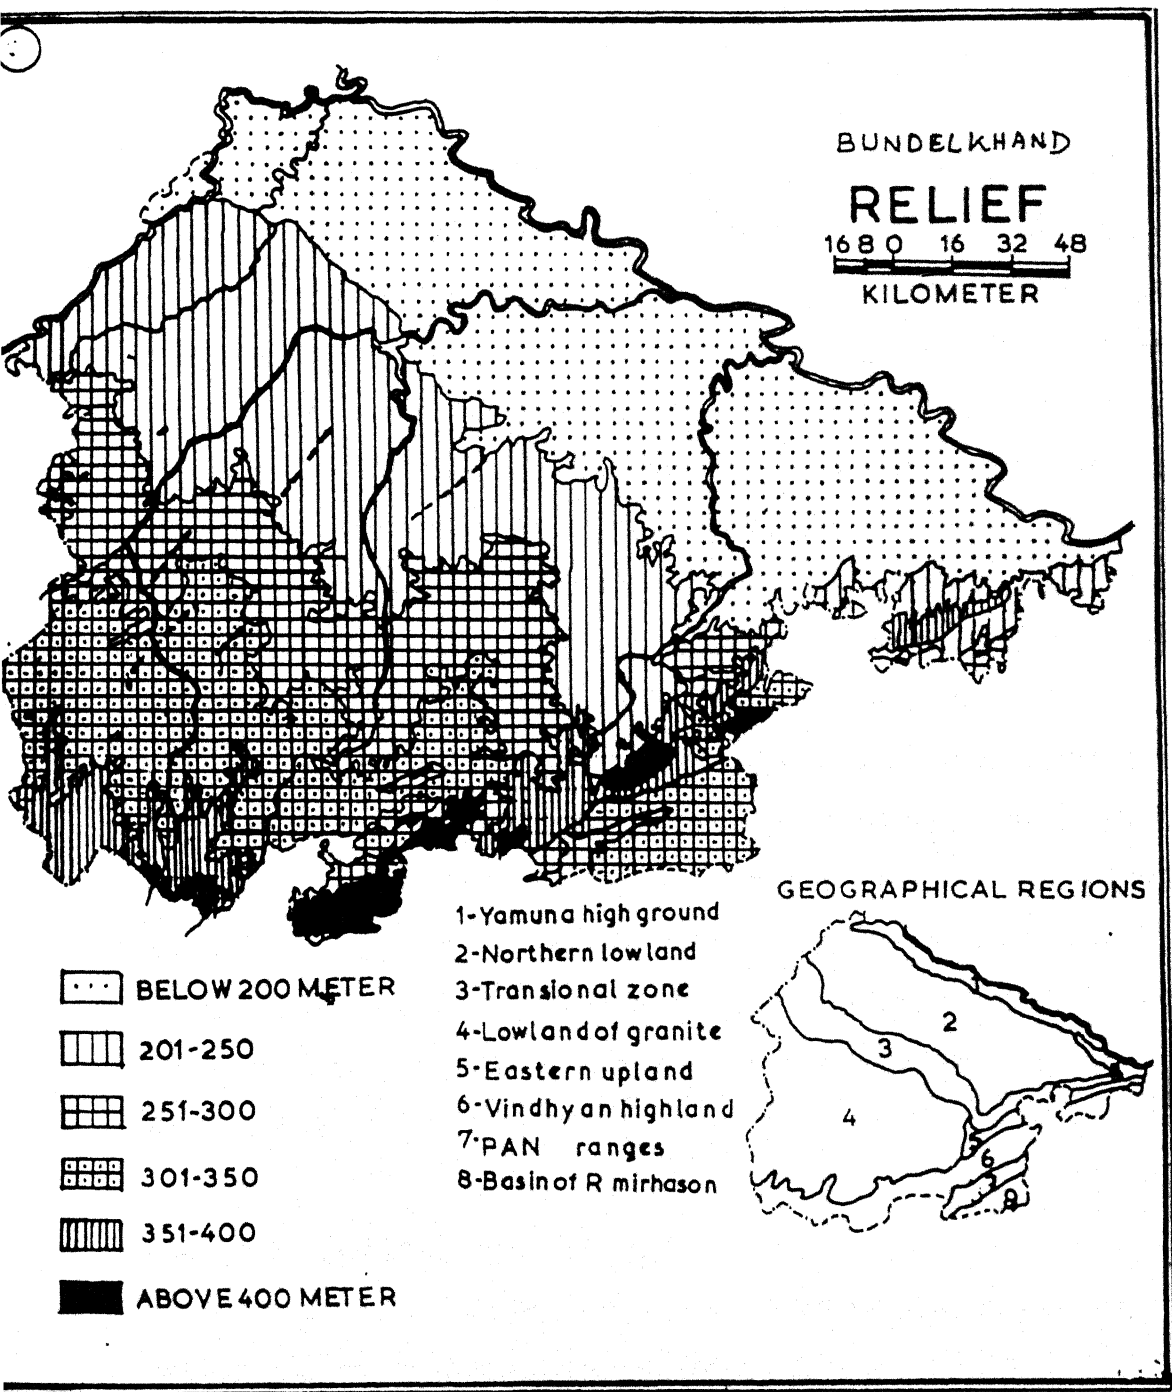 BUNDELKHAND
RELIEF
16 8 0 16 32 48
KILOMETER
GEOGRAPHICAL REGIONS
1-Yamuna high ground
2-Northern lowland
3-Transional zone
4-Lowland of granite
5-Eastern upland
6-Vindhyan highland
7-PAN ranges
8-Basin of R mirhason
BELOW 200 METER
201-250
251-300
301-350
351-400
ABOVE 400 METER
1
2
3
4
5
6
7
8